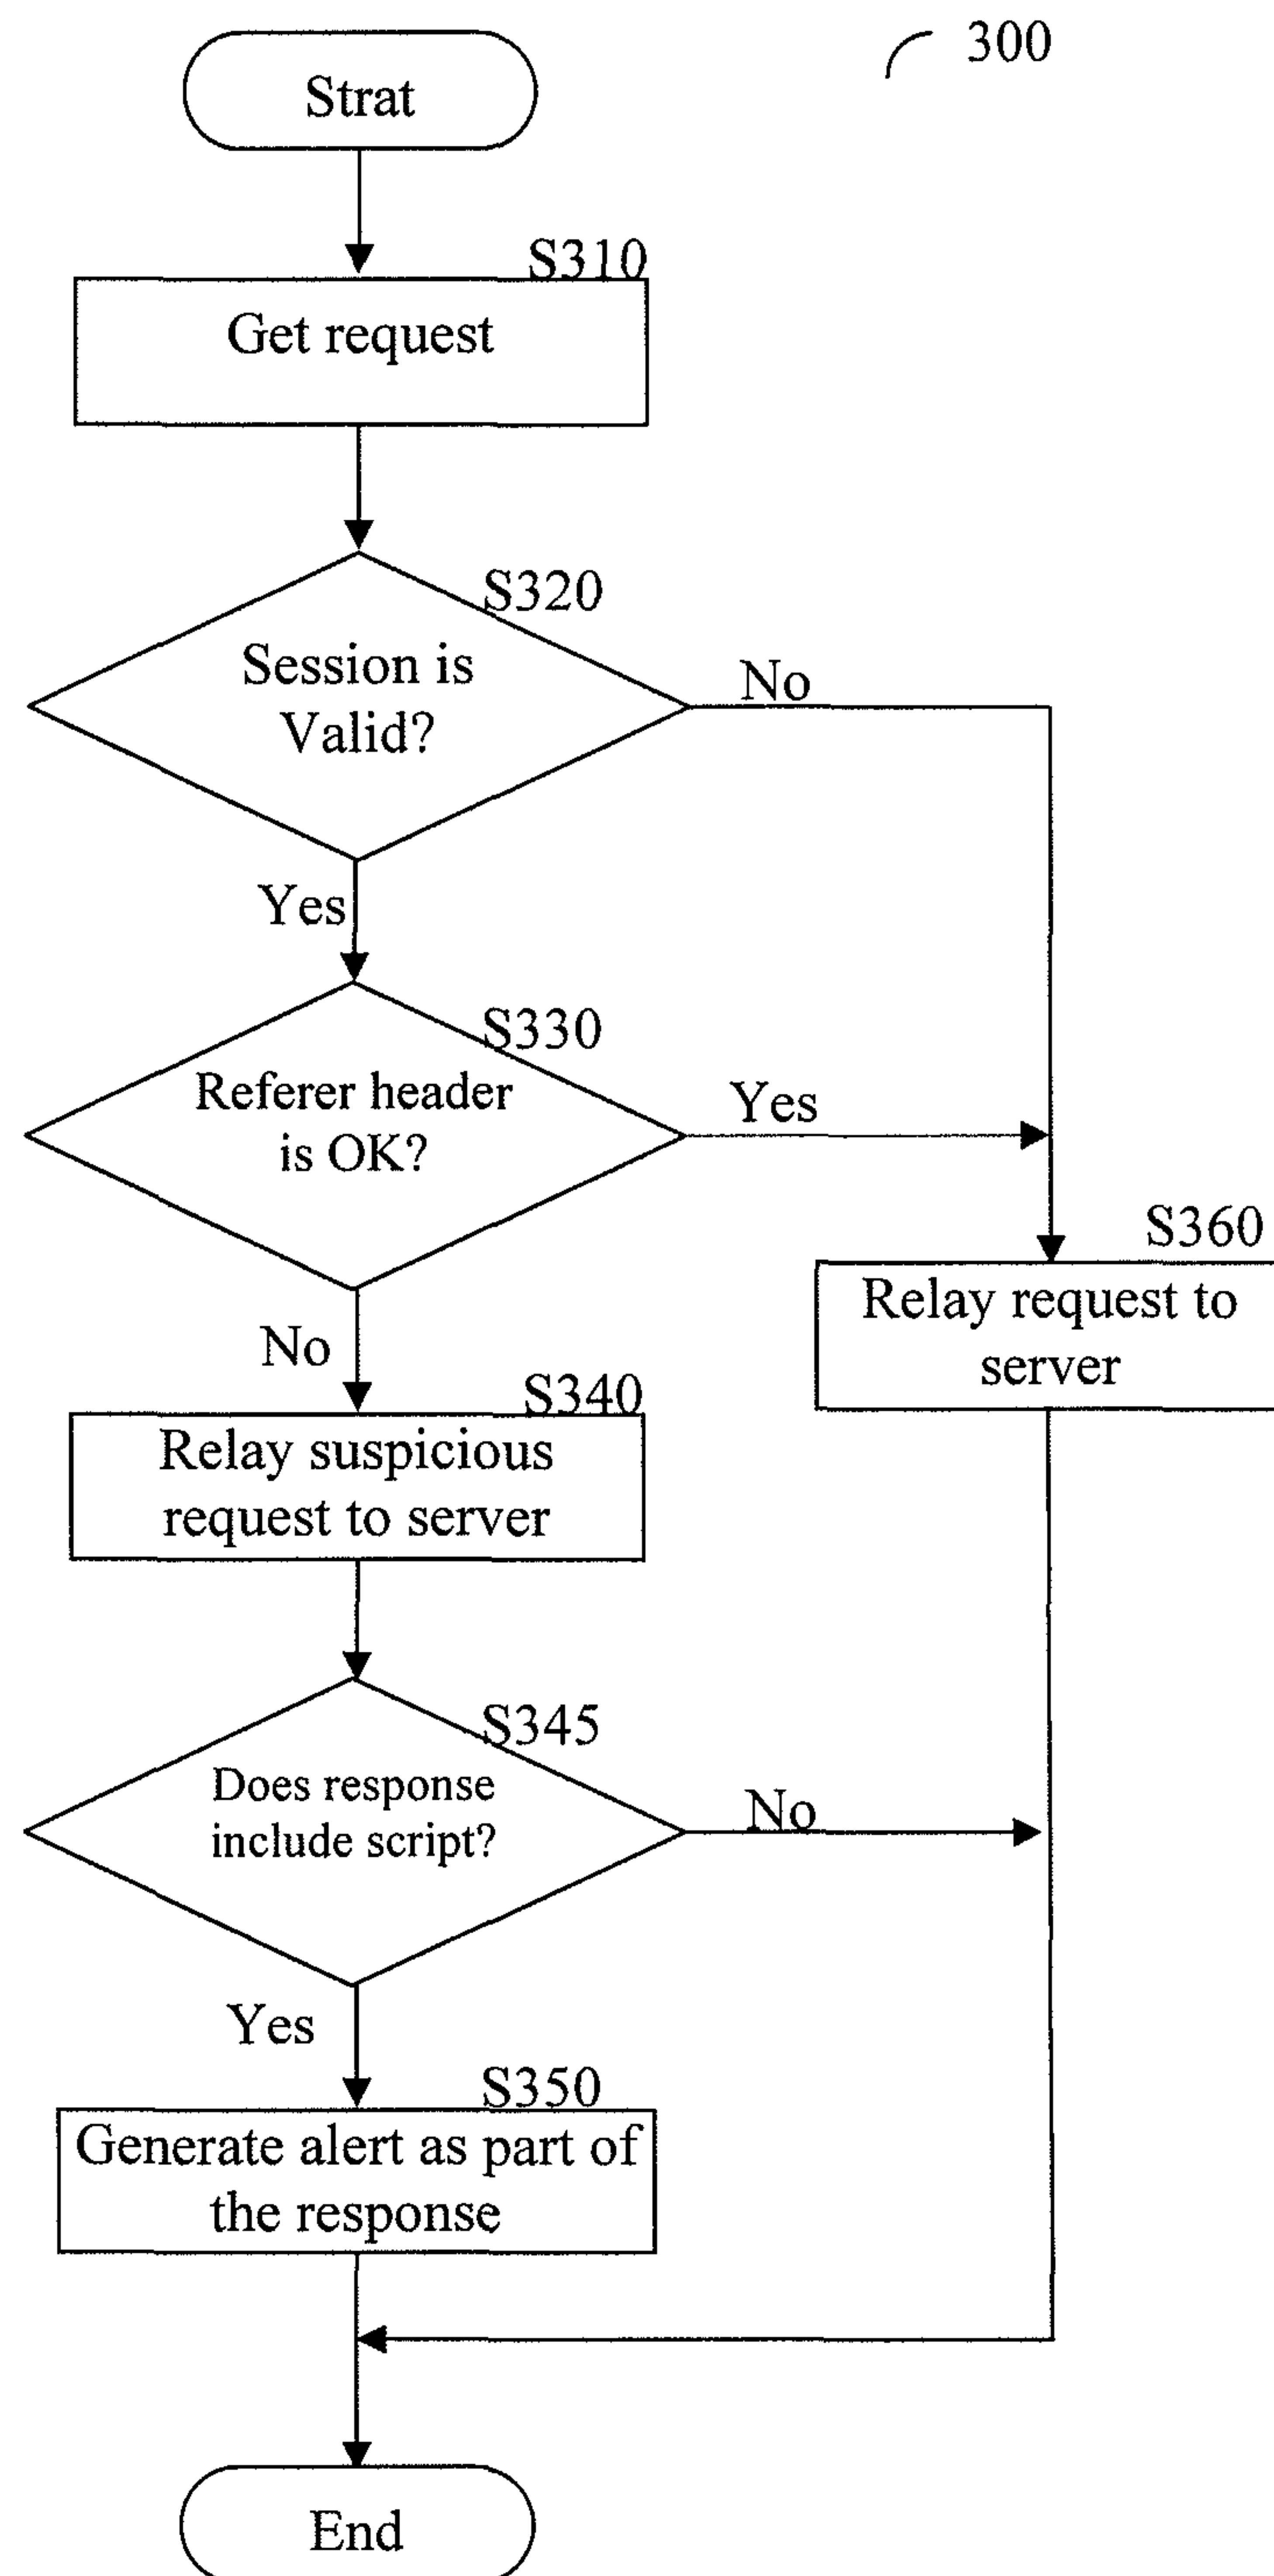 300
Strat
S310
Get request
S320
Session is
Valid?
No
Yes
S330
Referer header
is OK?
Yes
S360
Relay request to
server
No
S340
Relay suspicious
request to server
S345
Does response
include script?
No
Yes
S350
Generate alert as part of
the response
End